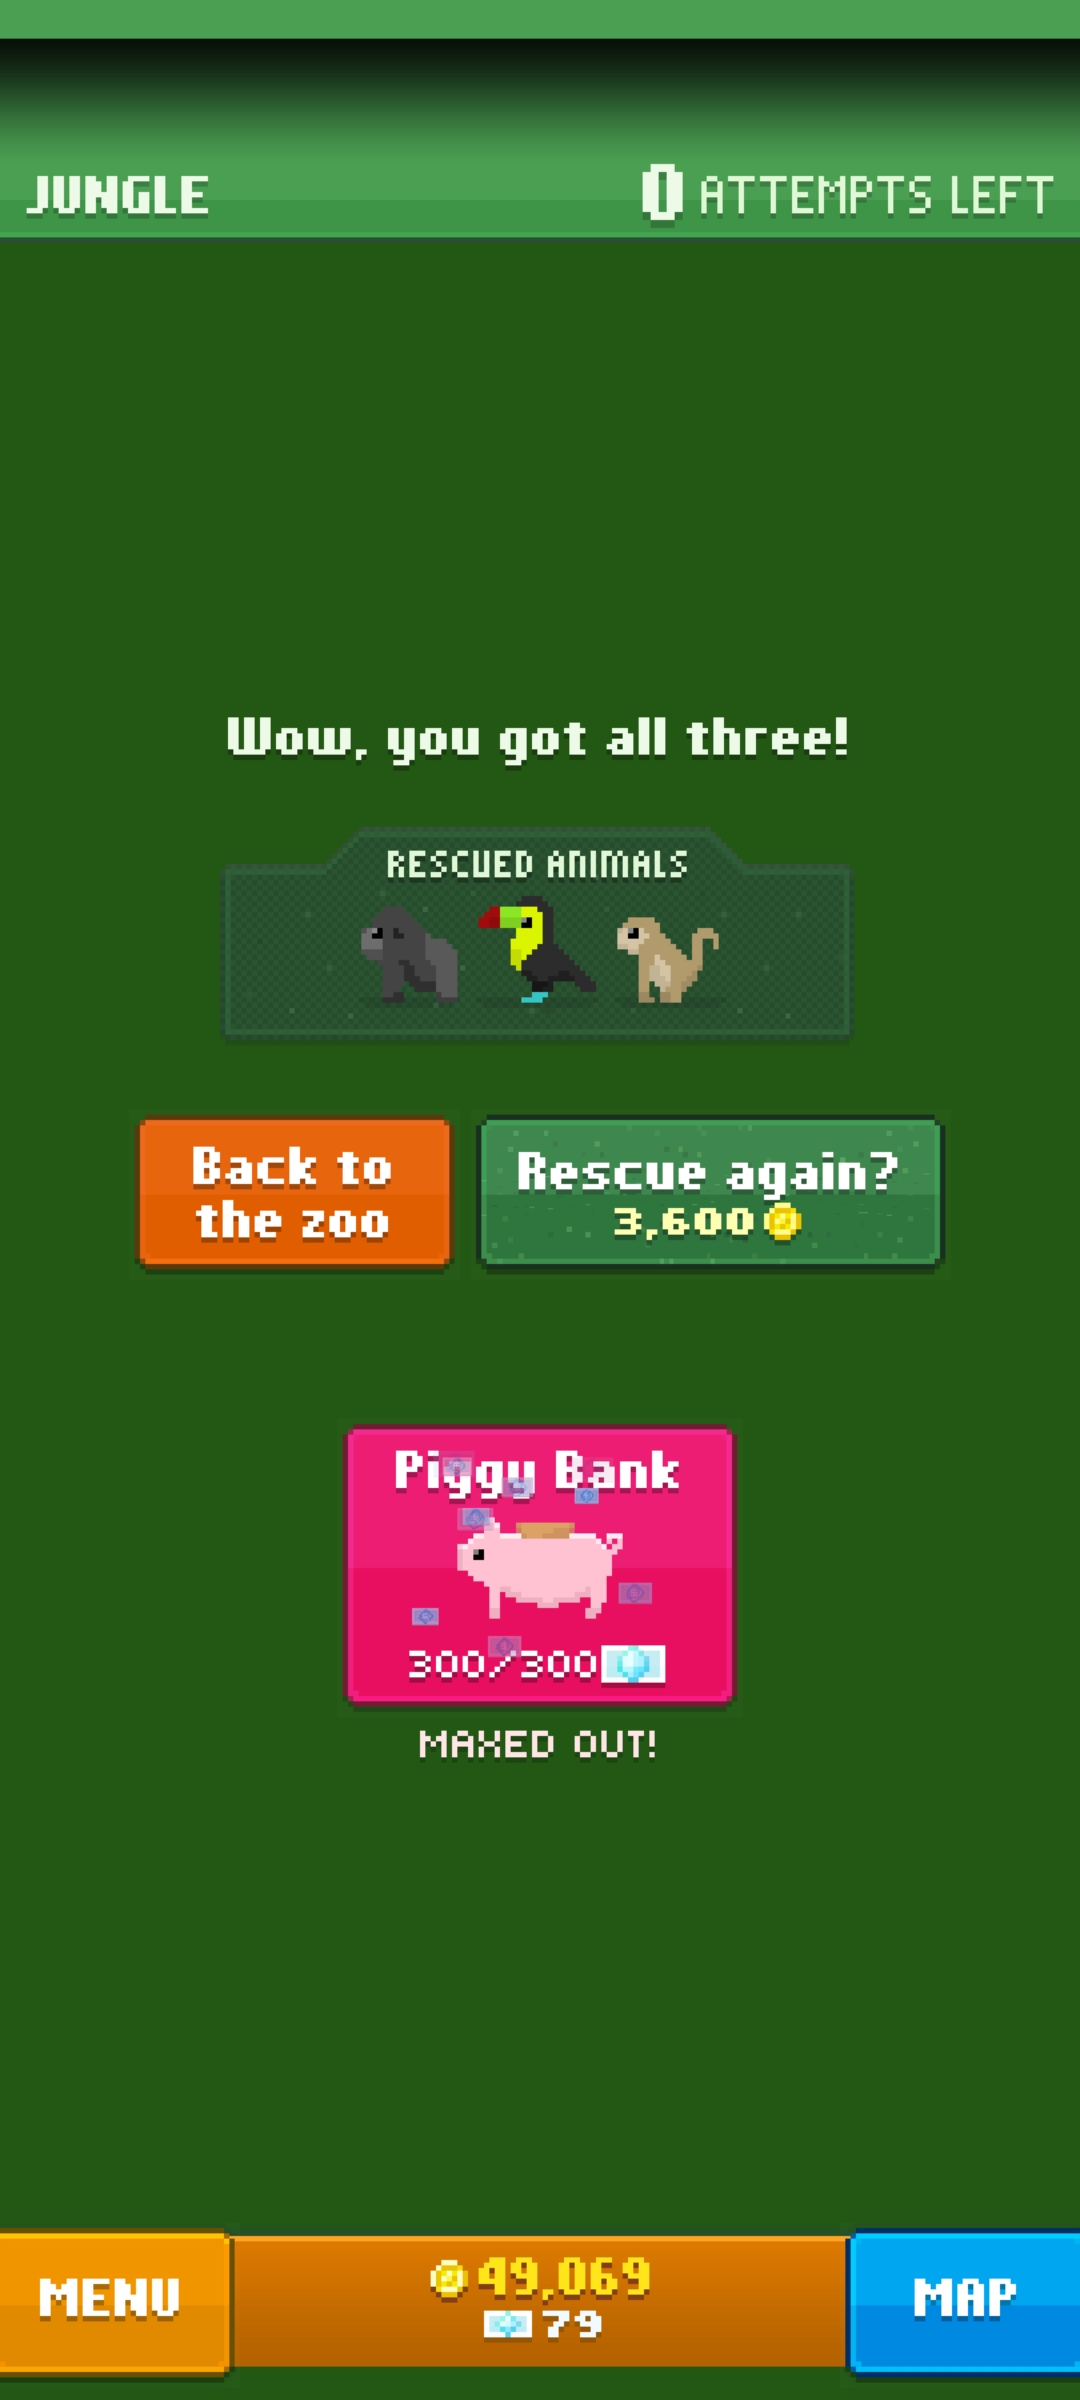 JUNGLE
0 ATTEMPTS LEFT
Wow, you got all three!
RESCUED ANIMALS
Back to
the zoo
Rescue again?
3,600
Piggy Bank
300/300
MAXED OUT!
MENU
49,069
79
MAP